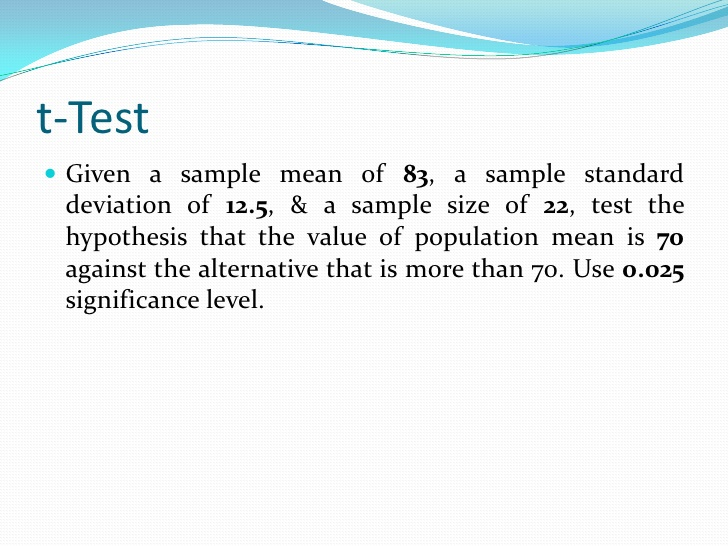 t-Test
Given a sample mean of 83, a sample standard
deviation of 12.5, & a sample size of 22, test the
hypothesis that the value of population mean is 70
against the alternative that is more than 70. Use 0.025
significance level.